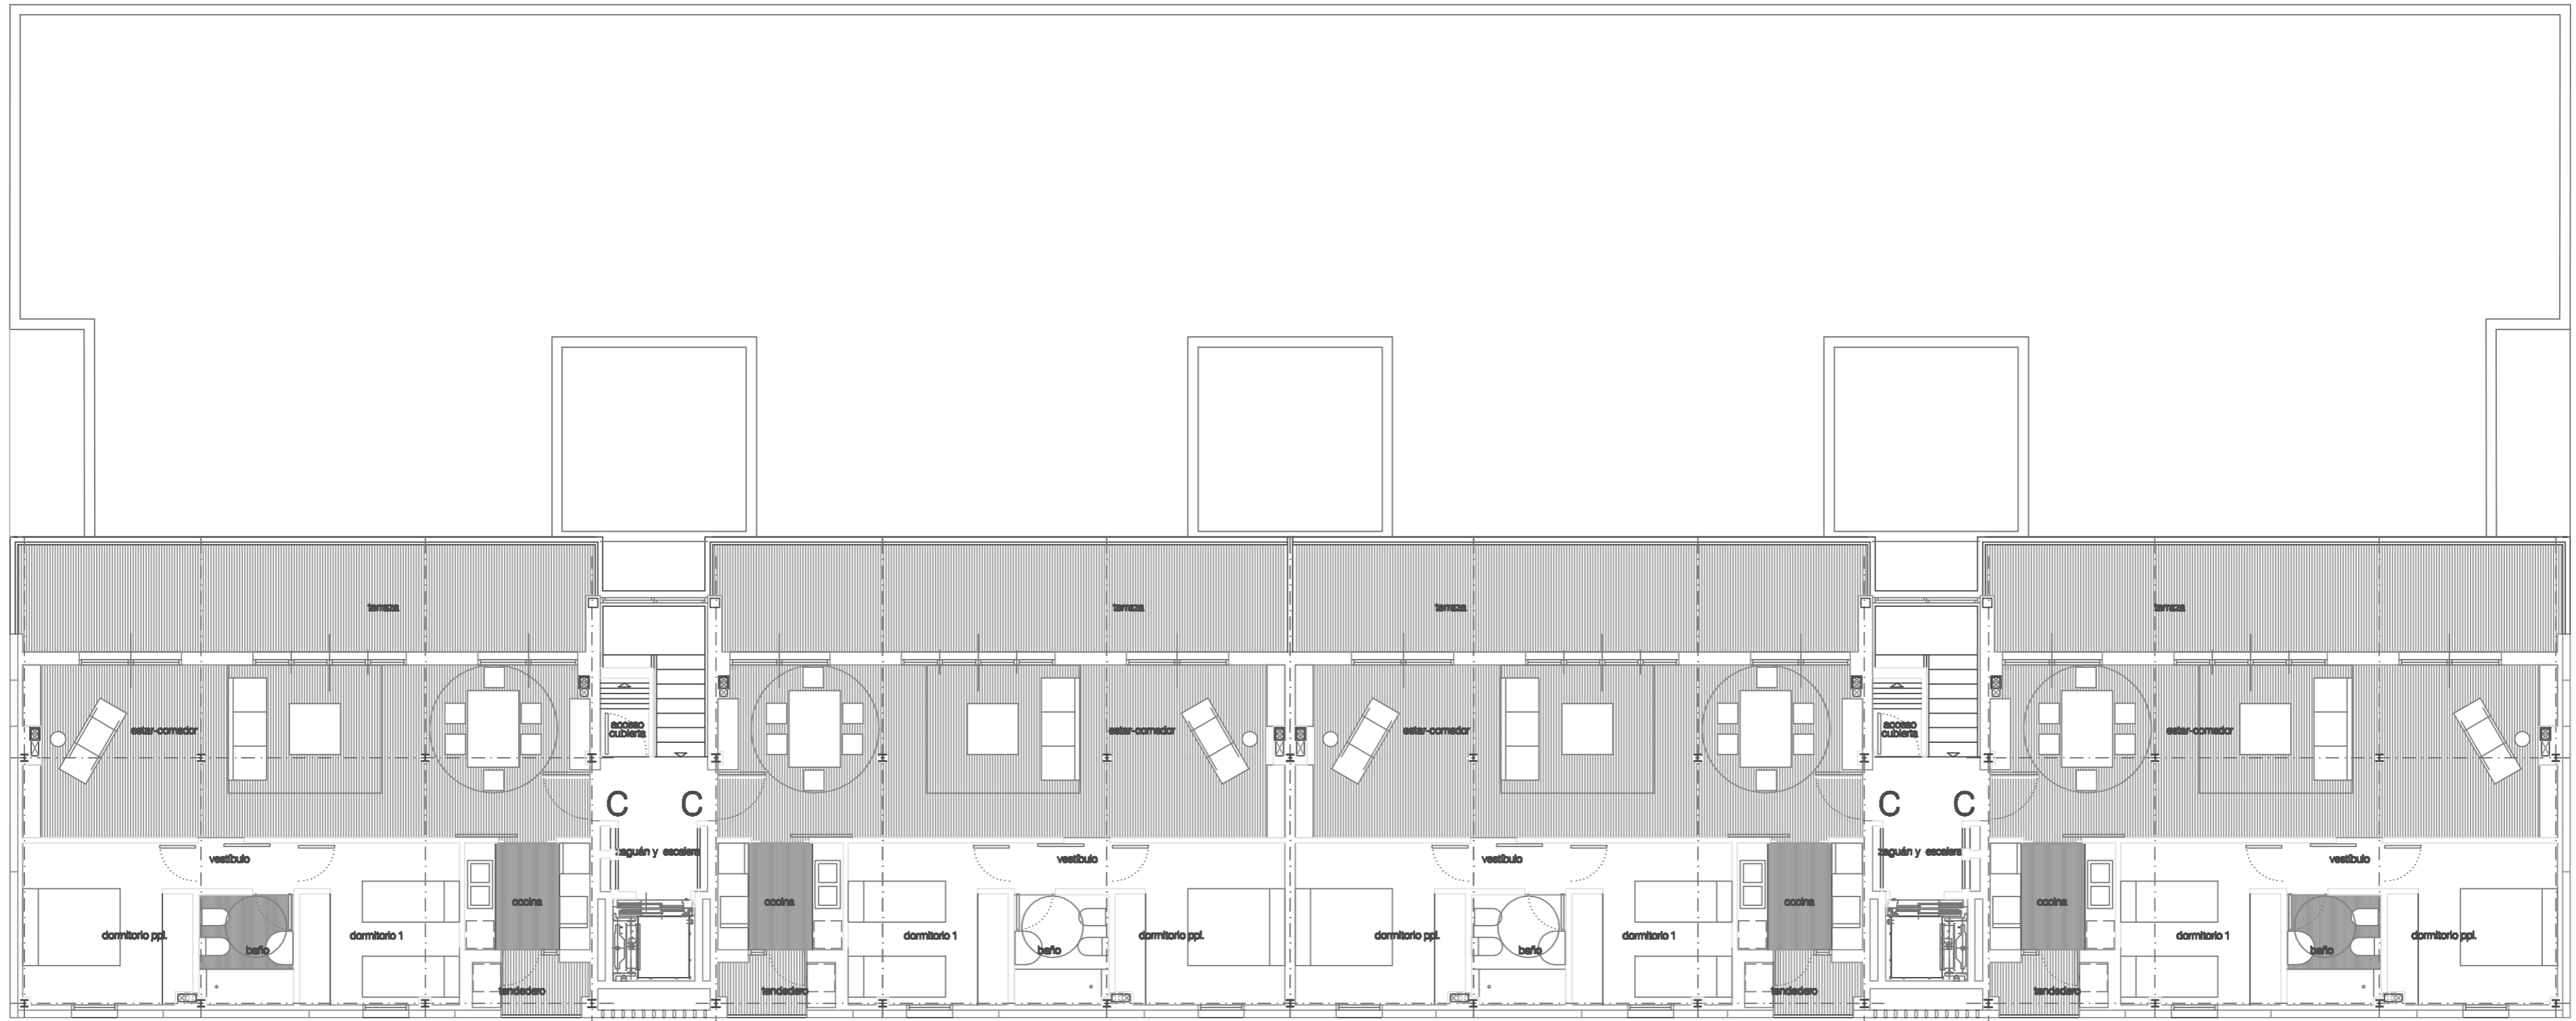 terraza
terraza
terraza
terraza
estar-comedor
acceso
cubierta
estar-comedor
estar-comedor
acceso
cubierta
estar-comedor
C
C
C
C
vestíbulo
zaguán y escalera
vestíbulo
vestíbulo
zaguán y escalera
vestíbulo
cocina
cocina
cocina
cocina
dormitorio ppl.
baño
dormitorio 1
dormitorio 1
baño
dormitorio ppl.
dormitorio ppl.
baño
dormitorio 1
dormitorio 1
baño
dormitorio ppl.
tendedero
tendedero
tendedero
tendedero